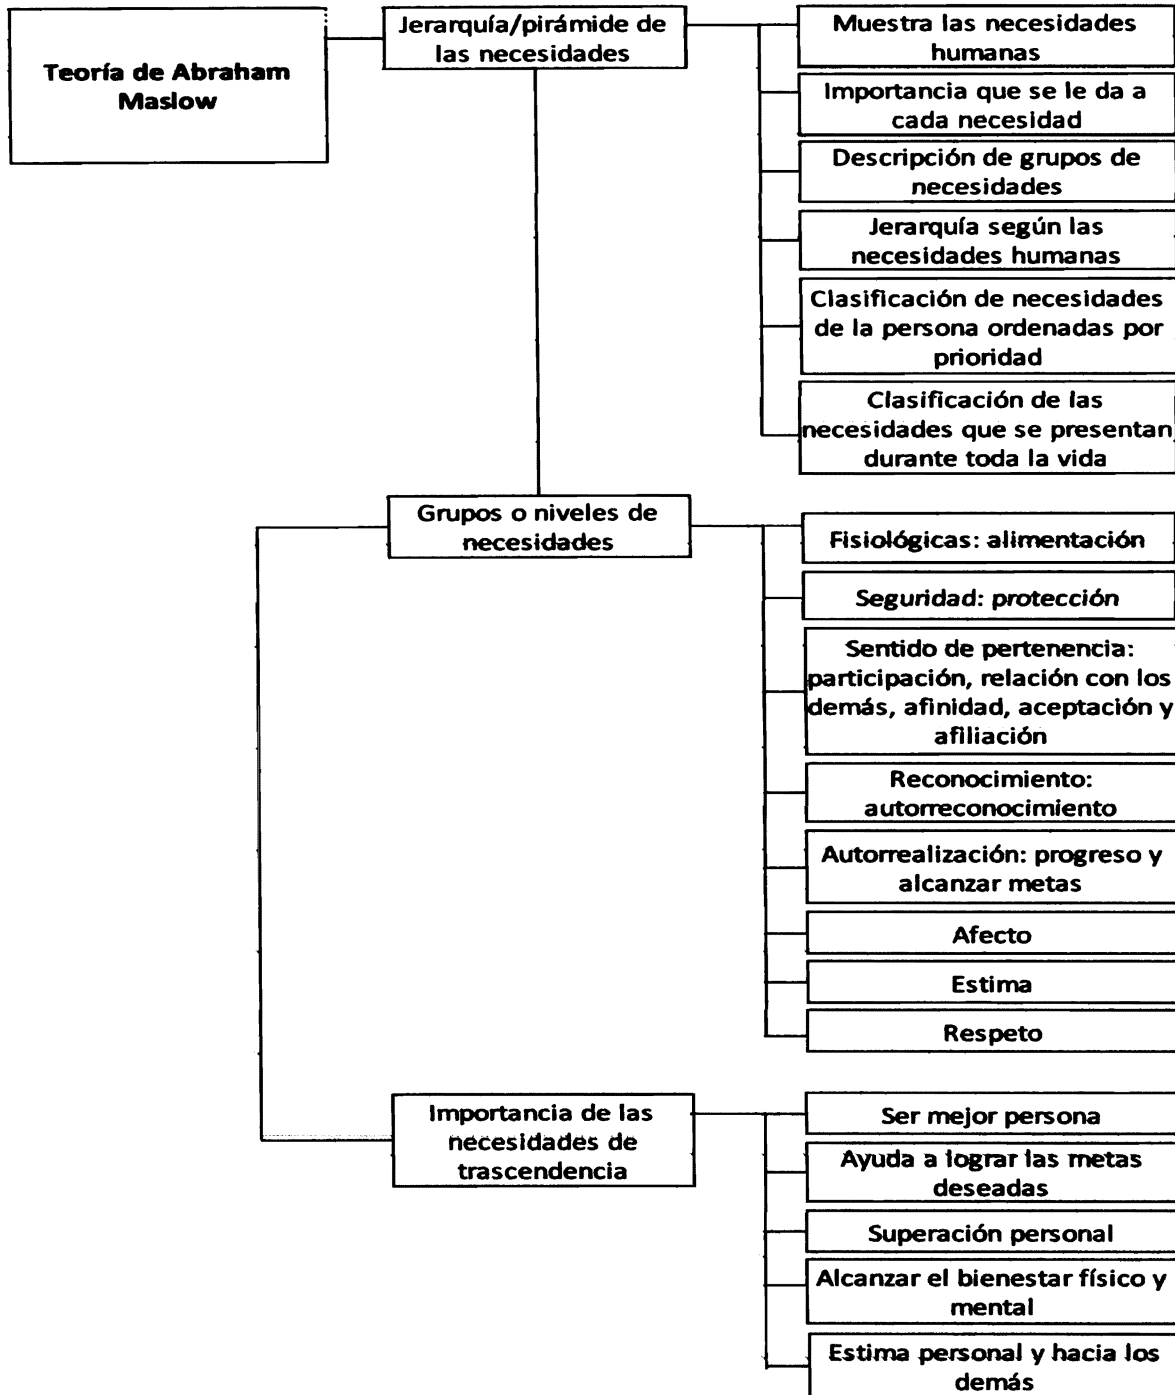 Teoría de Abraham
Maslow
Jerarquía/pirámide de
las necesidades
Muestra las necesidades
humanas
Importancia que se le da a
cada necesidad
Descripción de grupos de
necesidades
Jerarquía según las
necesidades humanas
Clasificación de necesidades
de la persona ordenadas por
prioridad
Clasificación de las
necesidades que se presentan
durante toda la vida
Grupos o niveles de
necesidades
Fisiológicas: alimentación
Seguridad: protección
Sentido de pertenencia:
participación, relación con los
demás, afinidad, aceptación y
afiliación
Reconocimiento:
autorreconocimiento
Autorrealización: progreso y
alcanzar metas
Afecto
Estima
Respeto
Importancia de las
necesidades de
trascendencia
Ser mejor persona
Ayuda a lograr las metas
deseadas
Superación personal
Alcanzar el bienestar físico y
mental
Estima personal y hacia los
demás